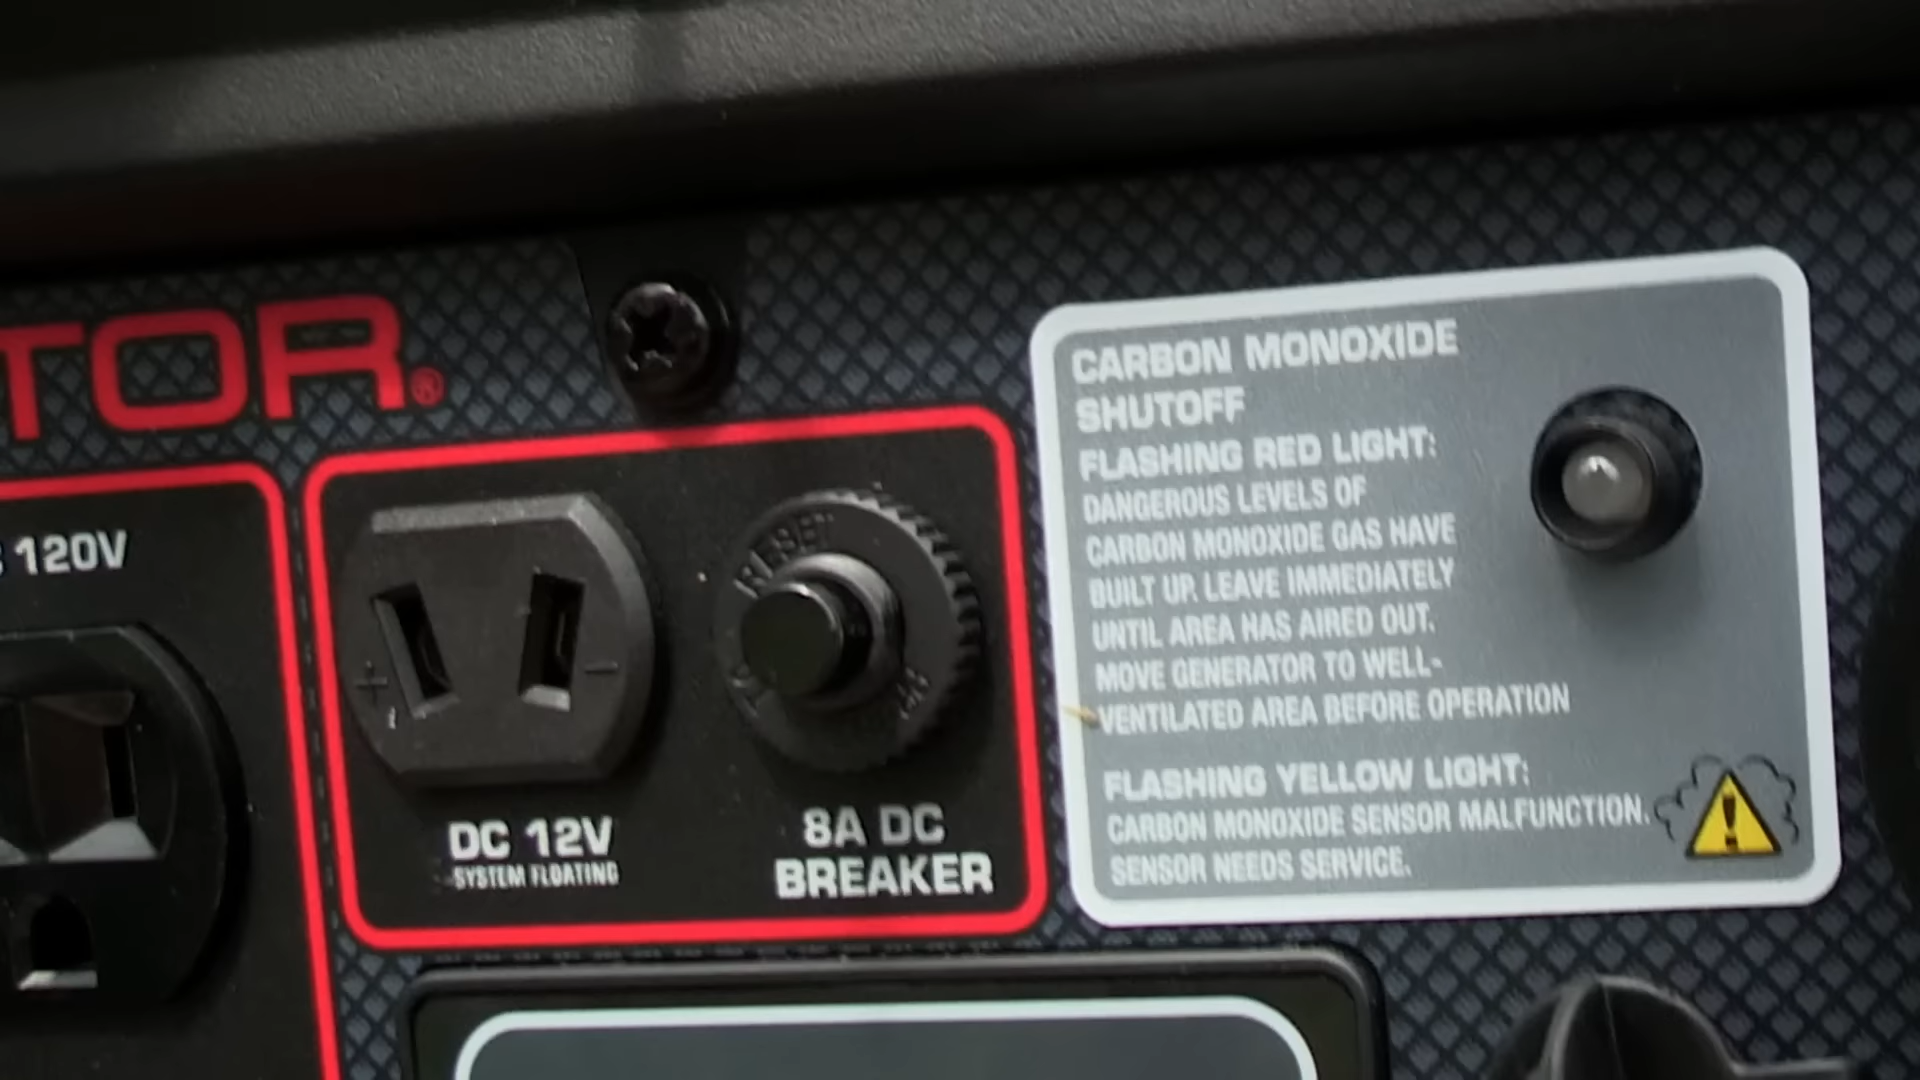 TOR®
120V
RESET
+ -
DC 12V
SYSTEM FLOATING
8A DC
BREAKER
CARBON MONOXIDE
SHUTOFF
FLASHING RED LIGHT:
DANGEROUS LEVELS OF
CARBON MONOXIDE GAS HAVE
BUILT UP. LEAVE IMMEDIATELY
UNTIL AREA HAS AIRED OUT.
MOVE GENERATOR TO WELL-
VENTILATED AREA BEFORE OPERATION
FLASHING YELLOW LIGHT:
CARBON MONOXIDE SENSOR MALFUNCTION.
SENSOR NEEDS SERVICE.